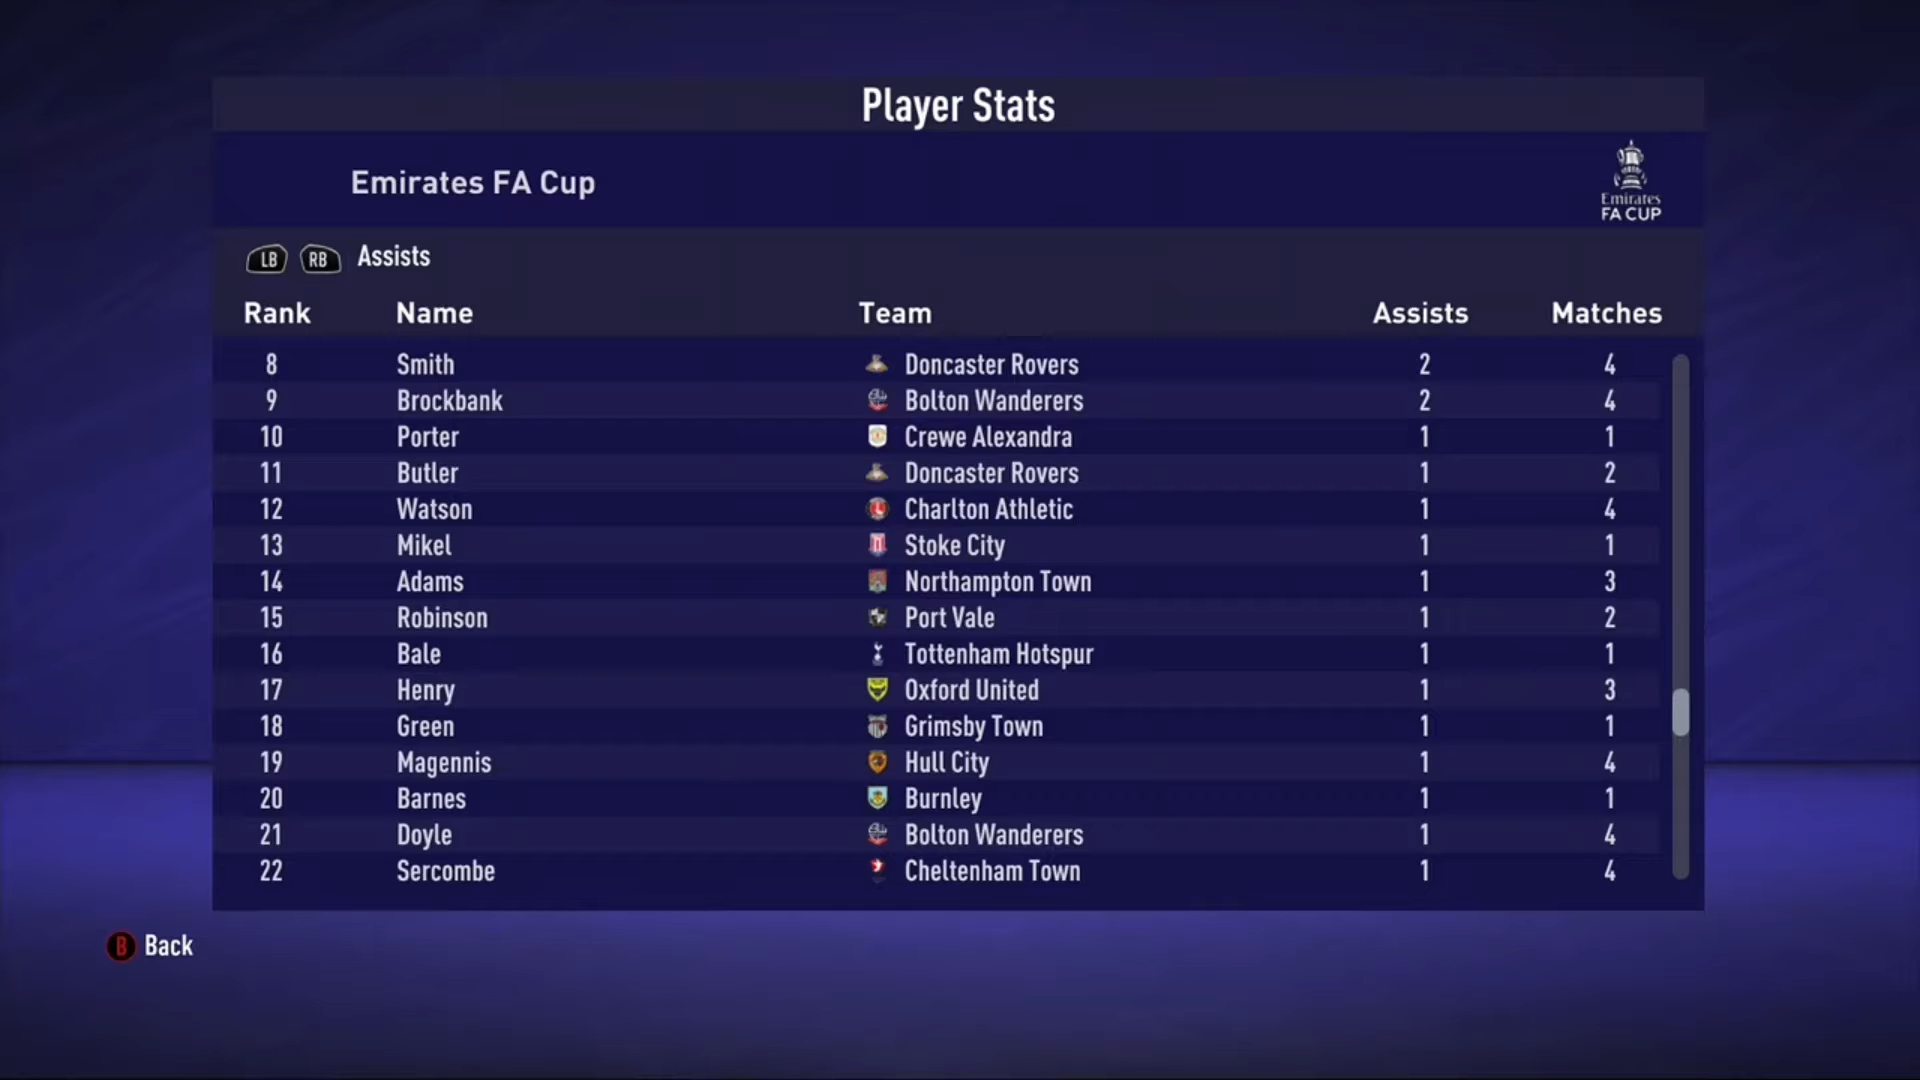 Player Stats
Emirates FA Cup
Emirates
FA CUP
LB RB Assists
Rank Name Team Assists Matches
8 Smith Doncaster Rovers 2 4
9 Brockbank Bolton Wanderers 2 4
10 Porter Crewe Alexandra 1 1
11 Butler Doncaster Rovers 1 2
12 Watson Charlton Athletic 1 4
13 Mikel Stoke City 1 1
14 Adams Northampton Town 1 3
15 Robinson Port Vale 1 2
16 Bale Tottenham Hotspur 1 1
17 Henry Oxford United 1 3
18 Green Grimsby Town 1 1
19 Magennis Hull City 1 4
20 Barnes Burnley 1 1
21 Doyle Bolton Wanderers 1 4
22 Sercombe Cheltenham Town 1 4
B Back